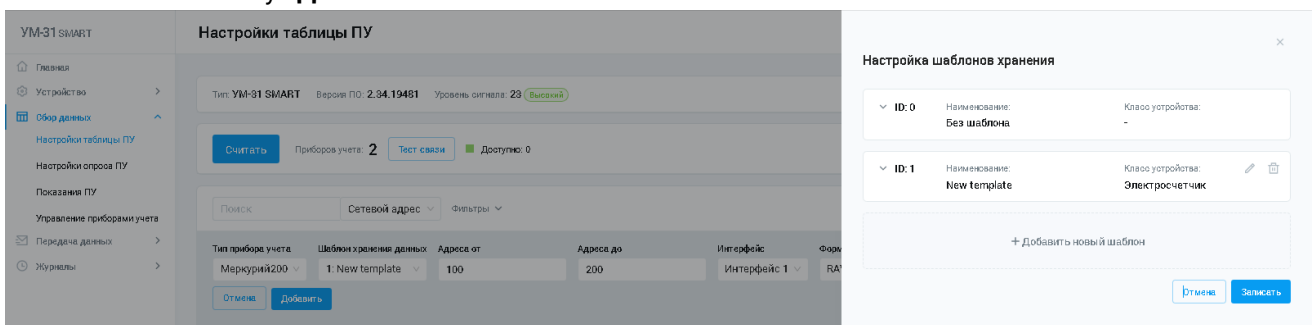 УМ-31 SMART
Главная
Устройство
Сбор данных
Настройки таблицы ПУ
Настройки опроса ПУ
Показания ПУ
Управление приборами учета
Передача данных
Журналы
Настройки таблицы ПУ
Тип: УМ-31 SMART Версия ПО: 2.34.19481 Уровень сигнала: 23 Высокий
Считать Приборов учета: 2 Тест связи Доступно: 0
Поиск Сетевой адрес Фильтры
Тип прибора учета Шаблон хранения данных Адреса от Адреса до Интерфейс
Меркурий200 1: New template 100 200 Интерфейс 1
Отмена Добавить
Настройка шаблонов хранения
ID: 0 Наименование: Класс устройства:
Без шаблона -
ID: 1 Наименование: Класс устройства:
New template Электросчетчик
+ Добавить новый шаблон
Отмена Записать